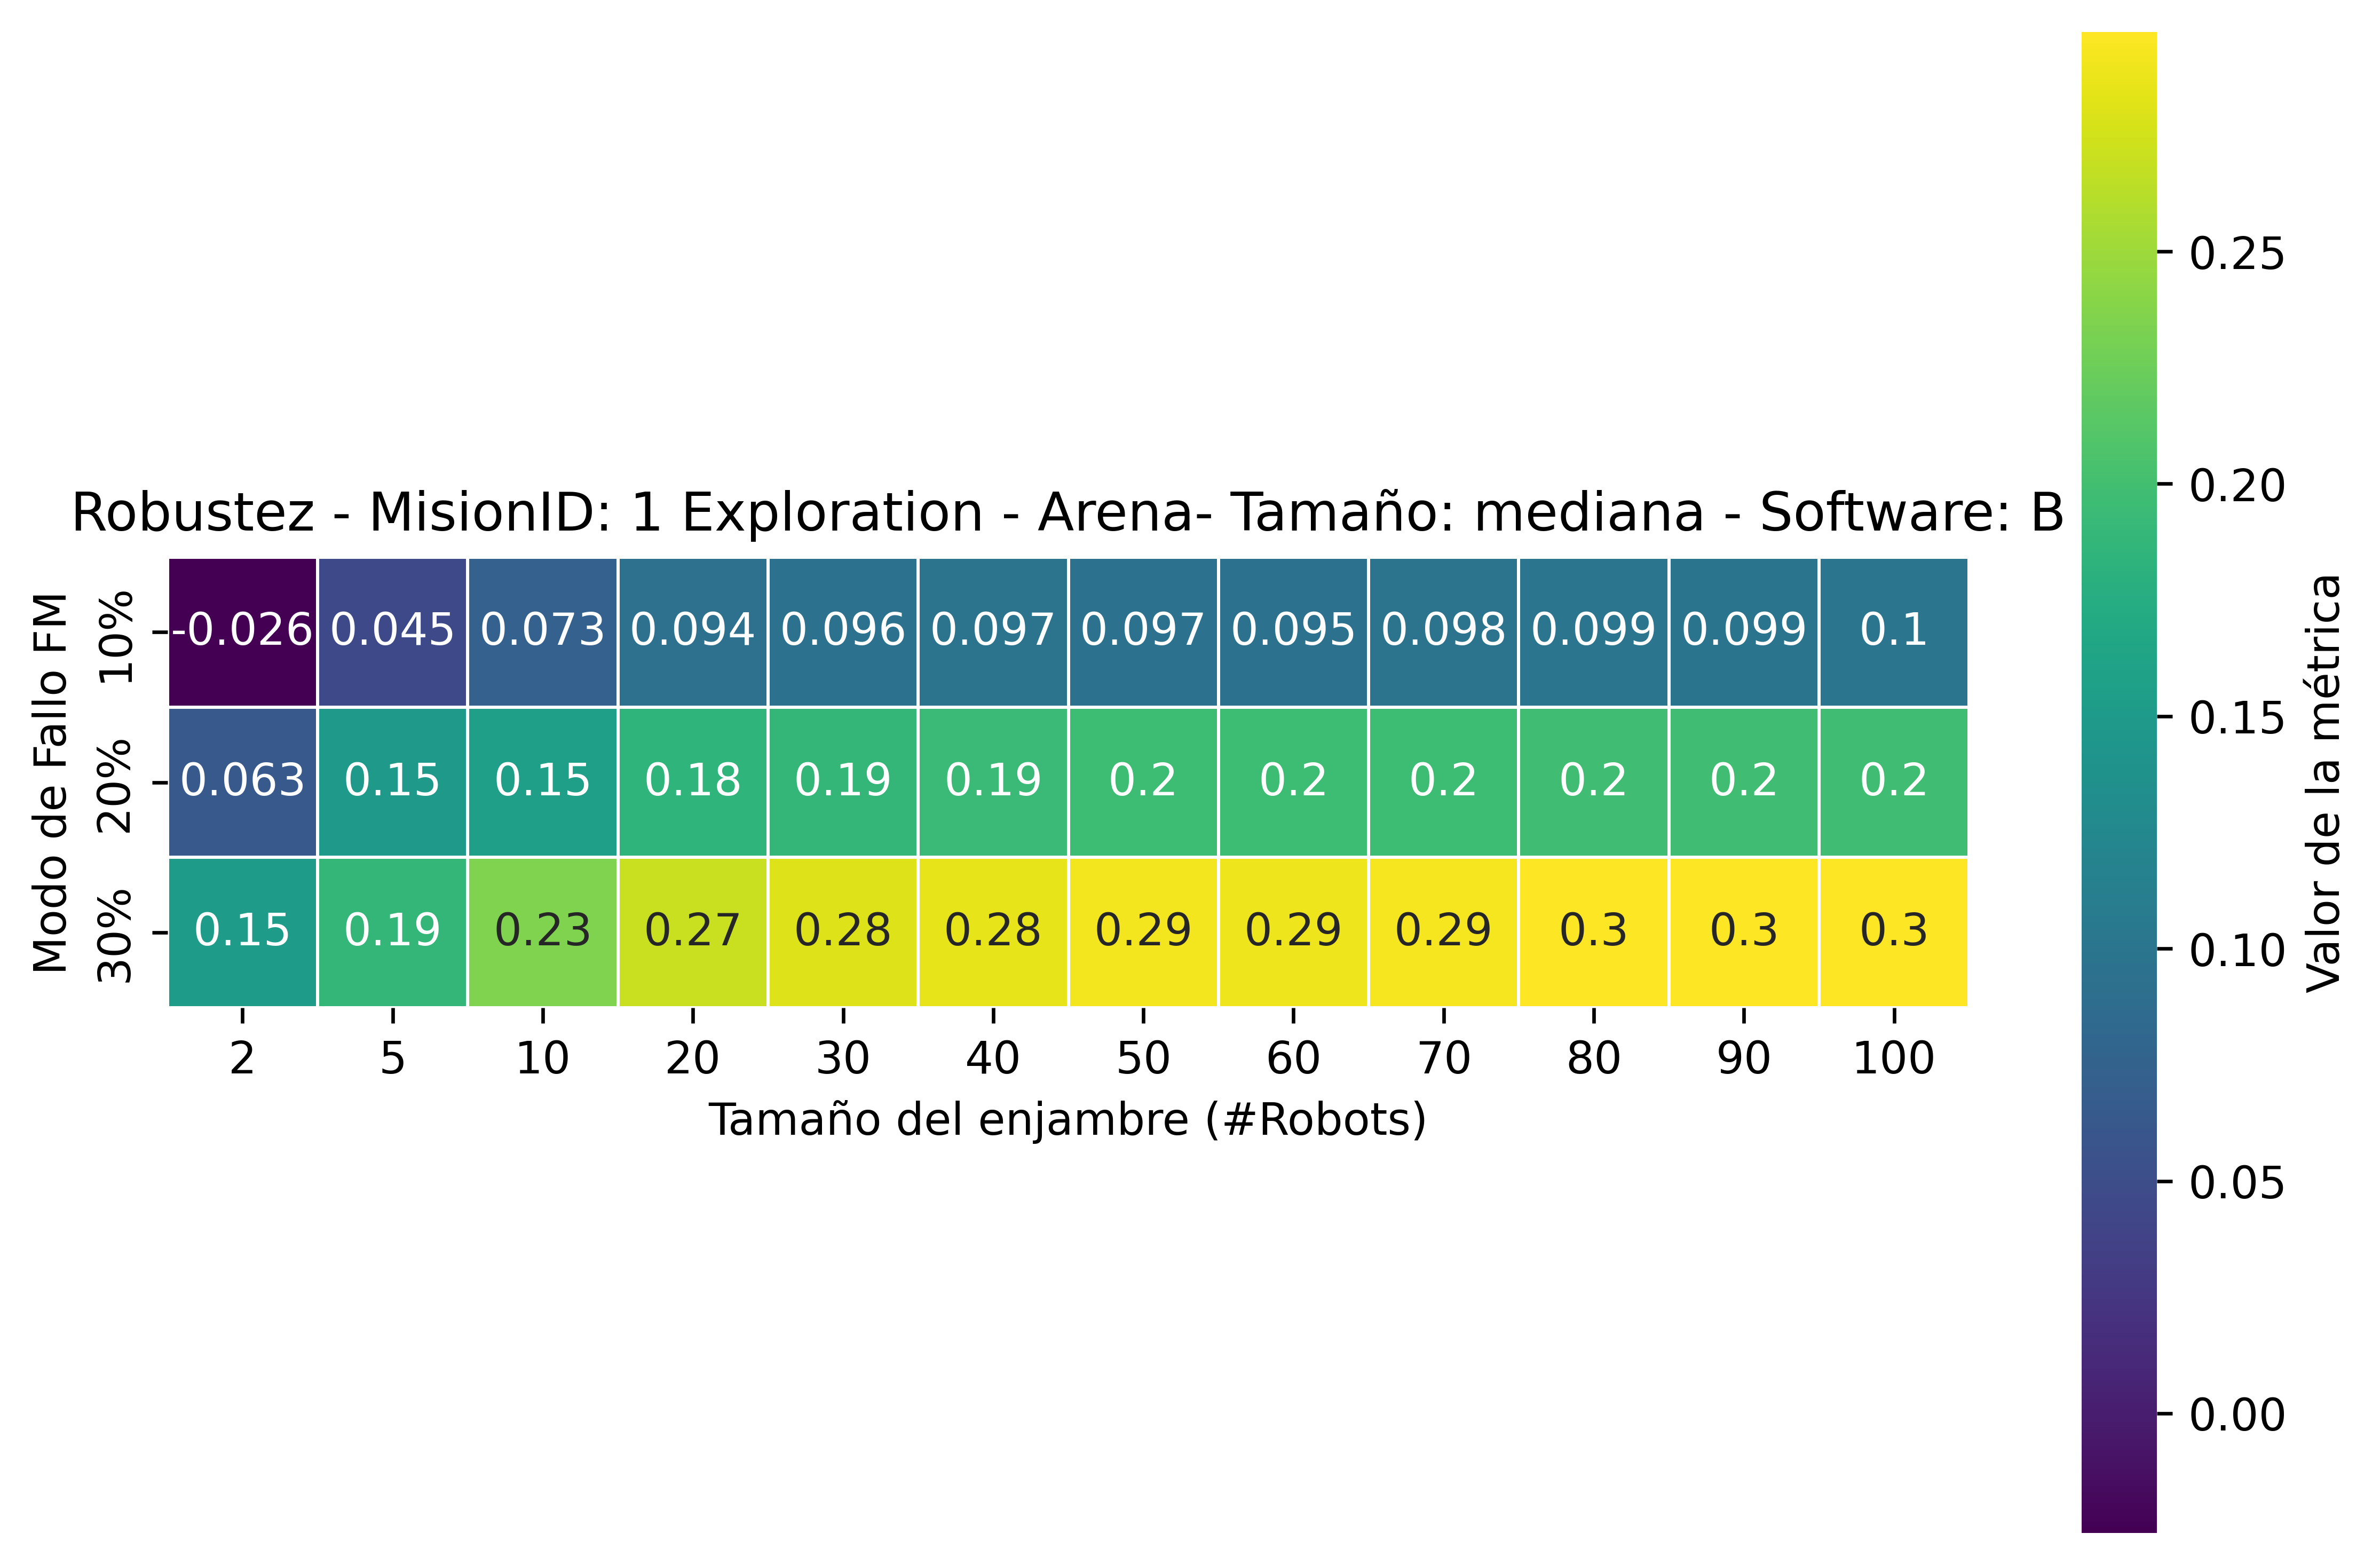 Robustez - MisionID: 1 Exploration - Arena- Tamaño: mediana - Software: B
Modo de Fallo FM
10%
-0.026 0.045 0.073 0.094 0.096 0.097 0.097 0.095 0.098 0.099 0.099 0.1
20%
0.063 0.15 0.15 0.18 0.19 0.19 0.2 0.2 0.2 0.2 0.2 0.2
30%
0.15 0.19 0.23 0.27 0.28 0.28 0.29 0.29 0.29 0.3 0.3 0.3
2 5 10 20 30 40 50 60 70 80 90 100
Tamaño del enjambre (#Robots)
0.25
0.20
0.15
0.10
0.05
0.00
Valor de la métrica